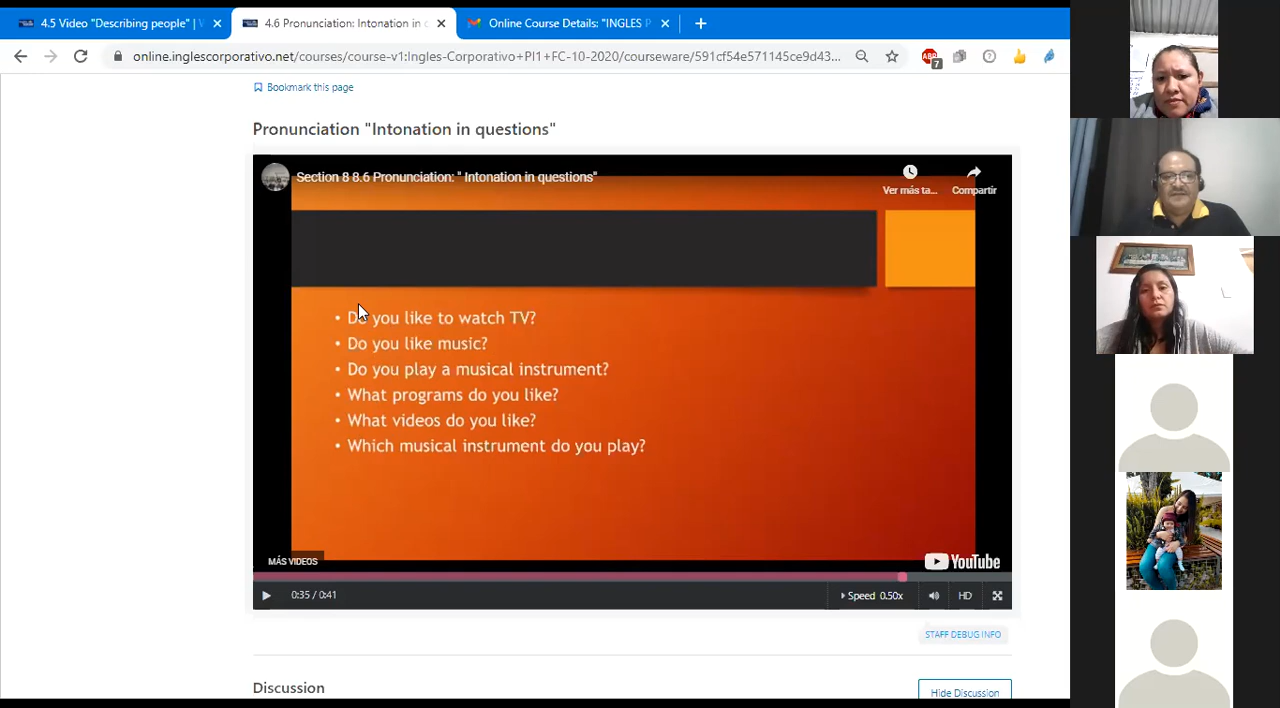 4.5 Video "Describing people" | V
4.6 Pronunciation: Intonation in c
Online Course Details: "INGLES P
online.inglescorporativo.net/courses/course-v1:Ingles-Corporativo+PI1+FC-10-2020/courseware/591cf54e571145ce9d43...
ABP
7
Bookmark this page
Pronunciation "Intonation in questions"
Section 8 8.6 Pronunciation: " Intonation in questions"
Ver más ta...
Compartir
• Do you like to watch TV?
• Do you like music?
• Do you play a musical instrument?
• What programs do you like?
• What videos do you like?
• Which musical instrument do you play?
MÁS VIDEOS
YouTube
0:35 / 0:41
Speed 0.50x
HD
STAFF DEBUG INFO
Discussion
Hide Discussion